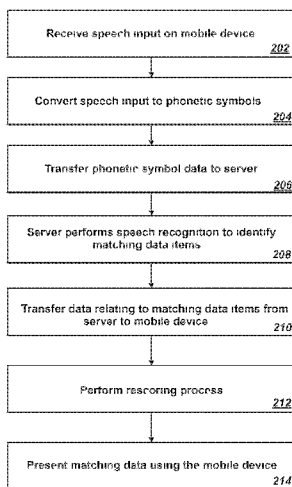 Receive speech input on mobile device
202
Convert speech input to phonetic symbols
204
Transfer phonetic symbol data to server
206
Server performs speech recognition to identify
matching data items
208
Transfer data relating to matching data items from
server to mobile device
210
Perform rescoring process
212
Present matching data using the mobile device
214